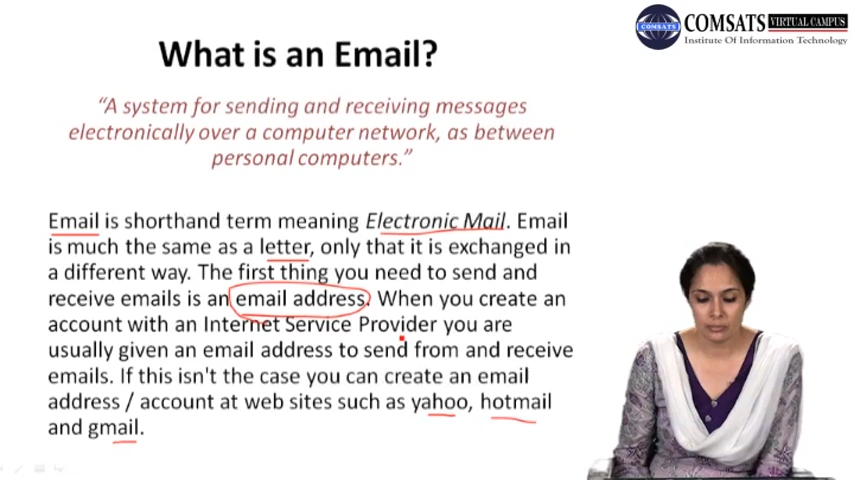 COMSATS VIRTUAL CAMPUS
COMSATS
Institute Of Information Technology
What is an Email?
“A system for sending and receiving messages
electronically over a computer network, as between
personal computers.”
Email is shorthand term meaning Electronic Mail. Email
is much the same as a letter, only that it is exchanged in
a different way. The first thing you need to send and
receive emails is an email address. When you create an
account with an Internet Service Provider you are
usually given an email address to send from and receive
emails. If this isn't the case you can create an email
address / account at web sites such as yahoo, hotmail
and gmail.